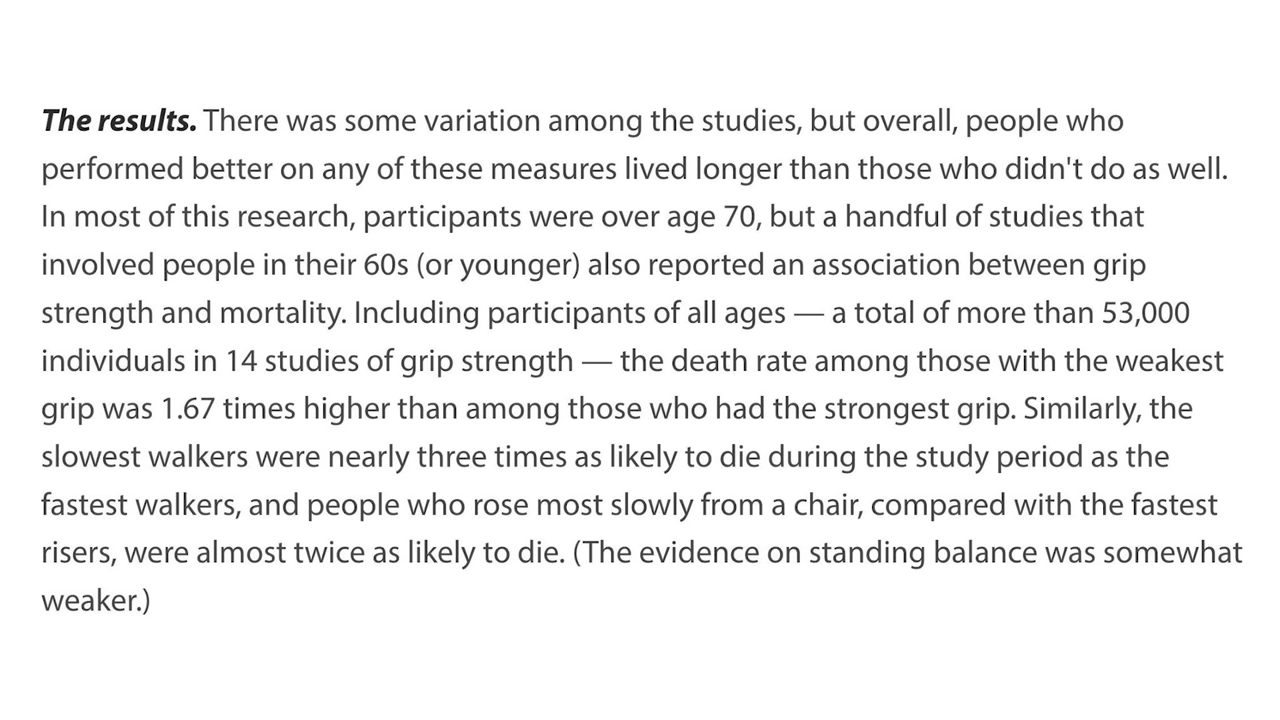 The results. There was some variation among the studies, but overall, people who
performed better on any of these measures lived longer than those who didn't do as well.
In most of this research, participants were over age 70, but a handful of studies that
involved people in their 60s (or younger) also reported an association between grip
strength and mortality. Including participants of all ages — a total of more than 53,000
individuals in 14 studies of grip strength — the death rate among those with the weakest
grip was 1.67 times higher than among those who had the strongest grip. Similarly, the
slowest walkers were nearly three times as likely to die during the study period as the
fastest walkers, and people who rose most slowly from a chair, compared with the fastest
risers, were almost twice as likely to die. (The evidence on standing balance was somewhat
weaker.)